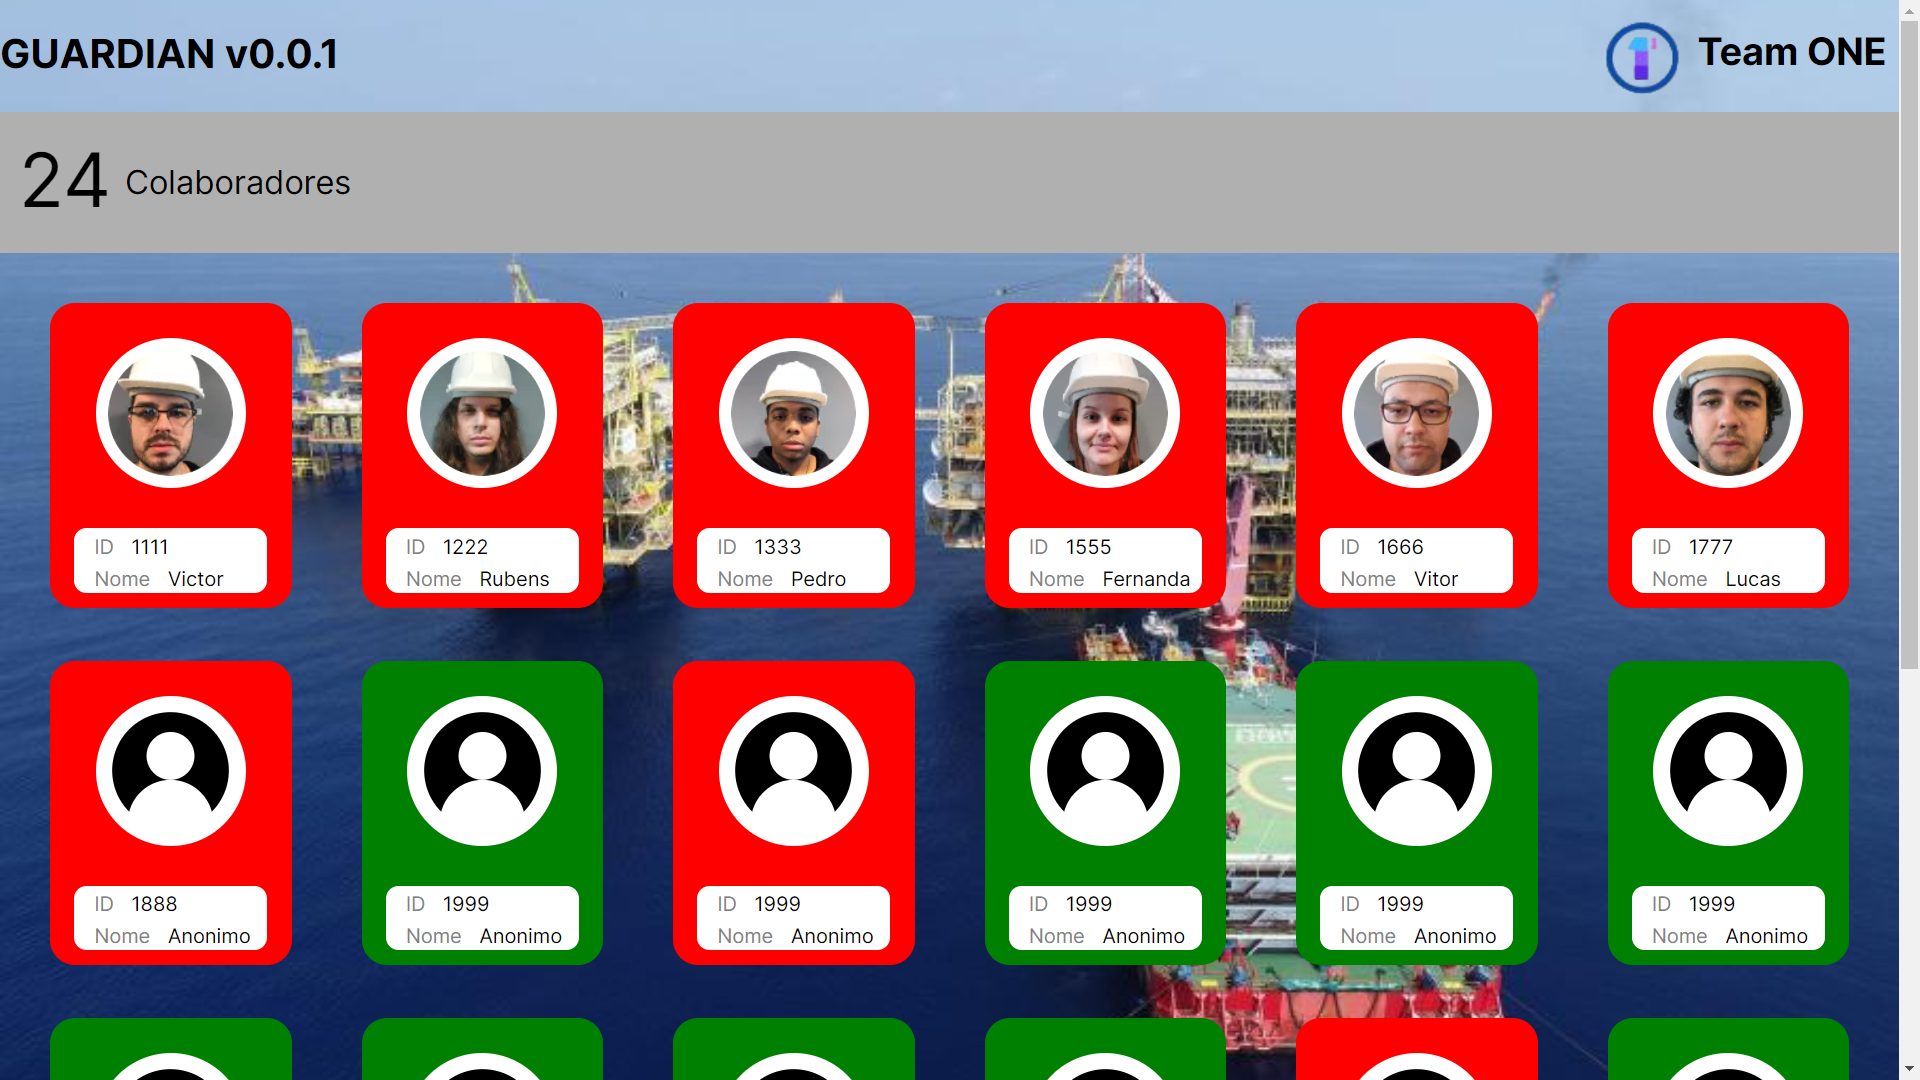 GUARDIAN v0.0.1
Team ONE
24 Colaboradores
ID 1111
Nome Victor
ID 1222
Nome Rubens
ID 1333
Nome Pedro
ID 1555
Nome Fernanda
ID 1666
Nome Vitor
ID 1777
Nome Lucas
ID 1888
Nome Anonimo
ID 1999
Nome Anonimo
ID 1999
Nome Anonimo
ID 1999
Nome Anonimo
ID 1999
Nome Anonimo
ID 1999
Nome Anonimo